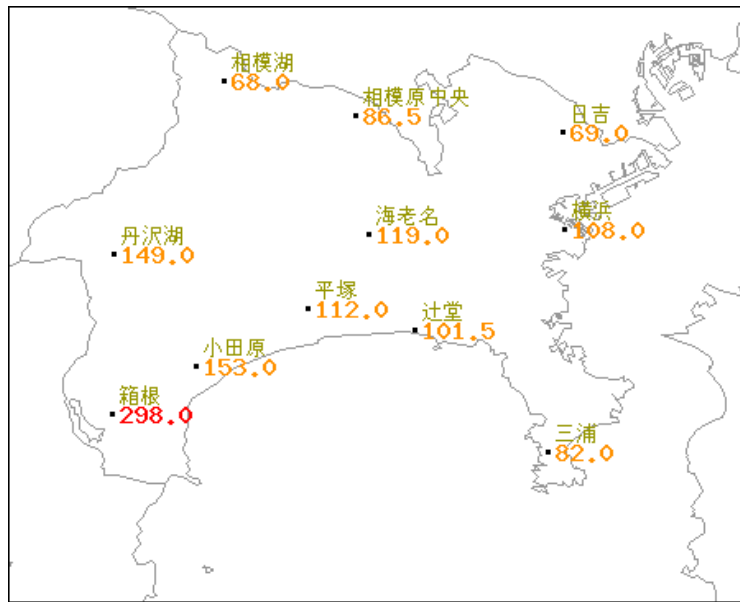 相模湖
68.0
相模原中央
86.5
日吉
69.0
海老名
119.0
横浜
108.0
丹沢湖
149.0
平塚
112.0
辻堂
101.5
小田原
153.0
箱根
298.0
三浦
82.0